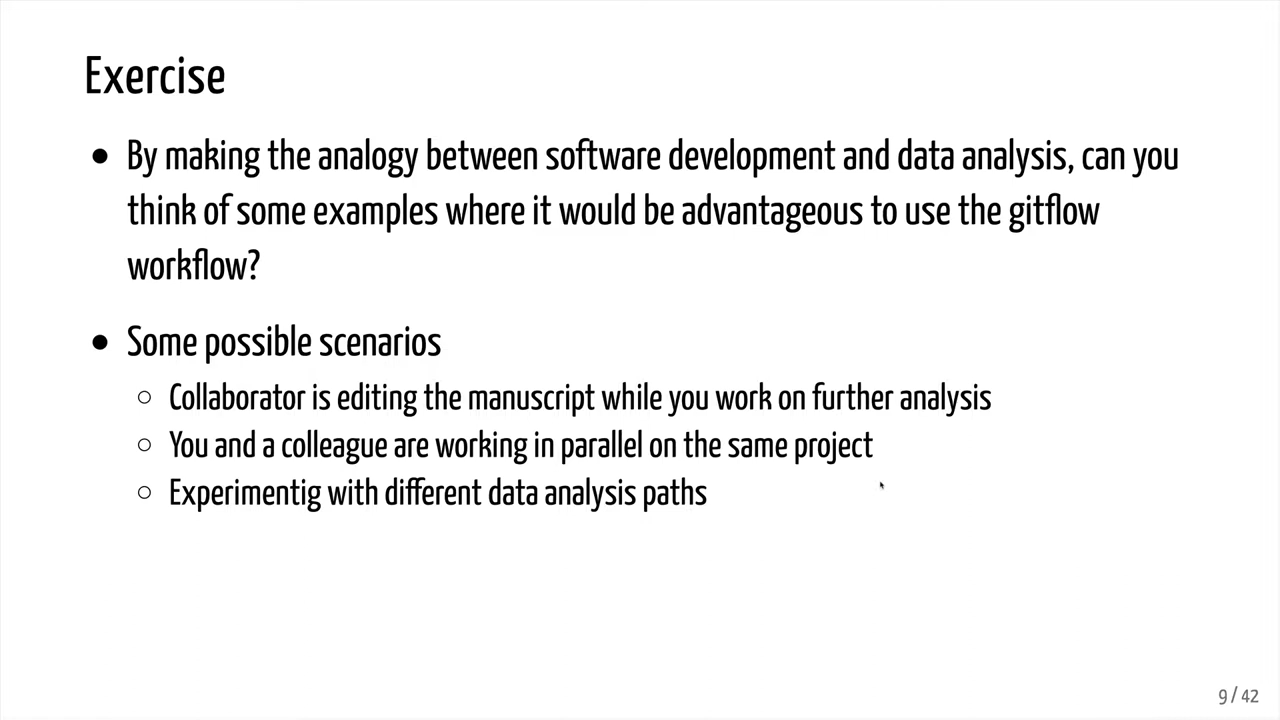 Exercise
• By making the analogy between software development and data analysis, can you
think of some examples where it would be advantageous to use the gitflow
workflow?
• Some possible scenarios
○ Collaborator is editing the manuscript while you work on further analysis
○ You and a colleague are working in parallel on the same project
○ Experimentig with different data analysis paths
9 / 42